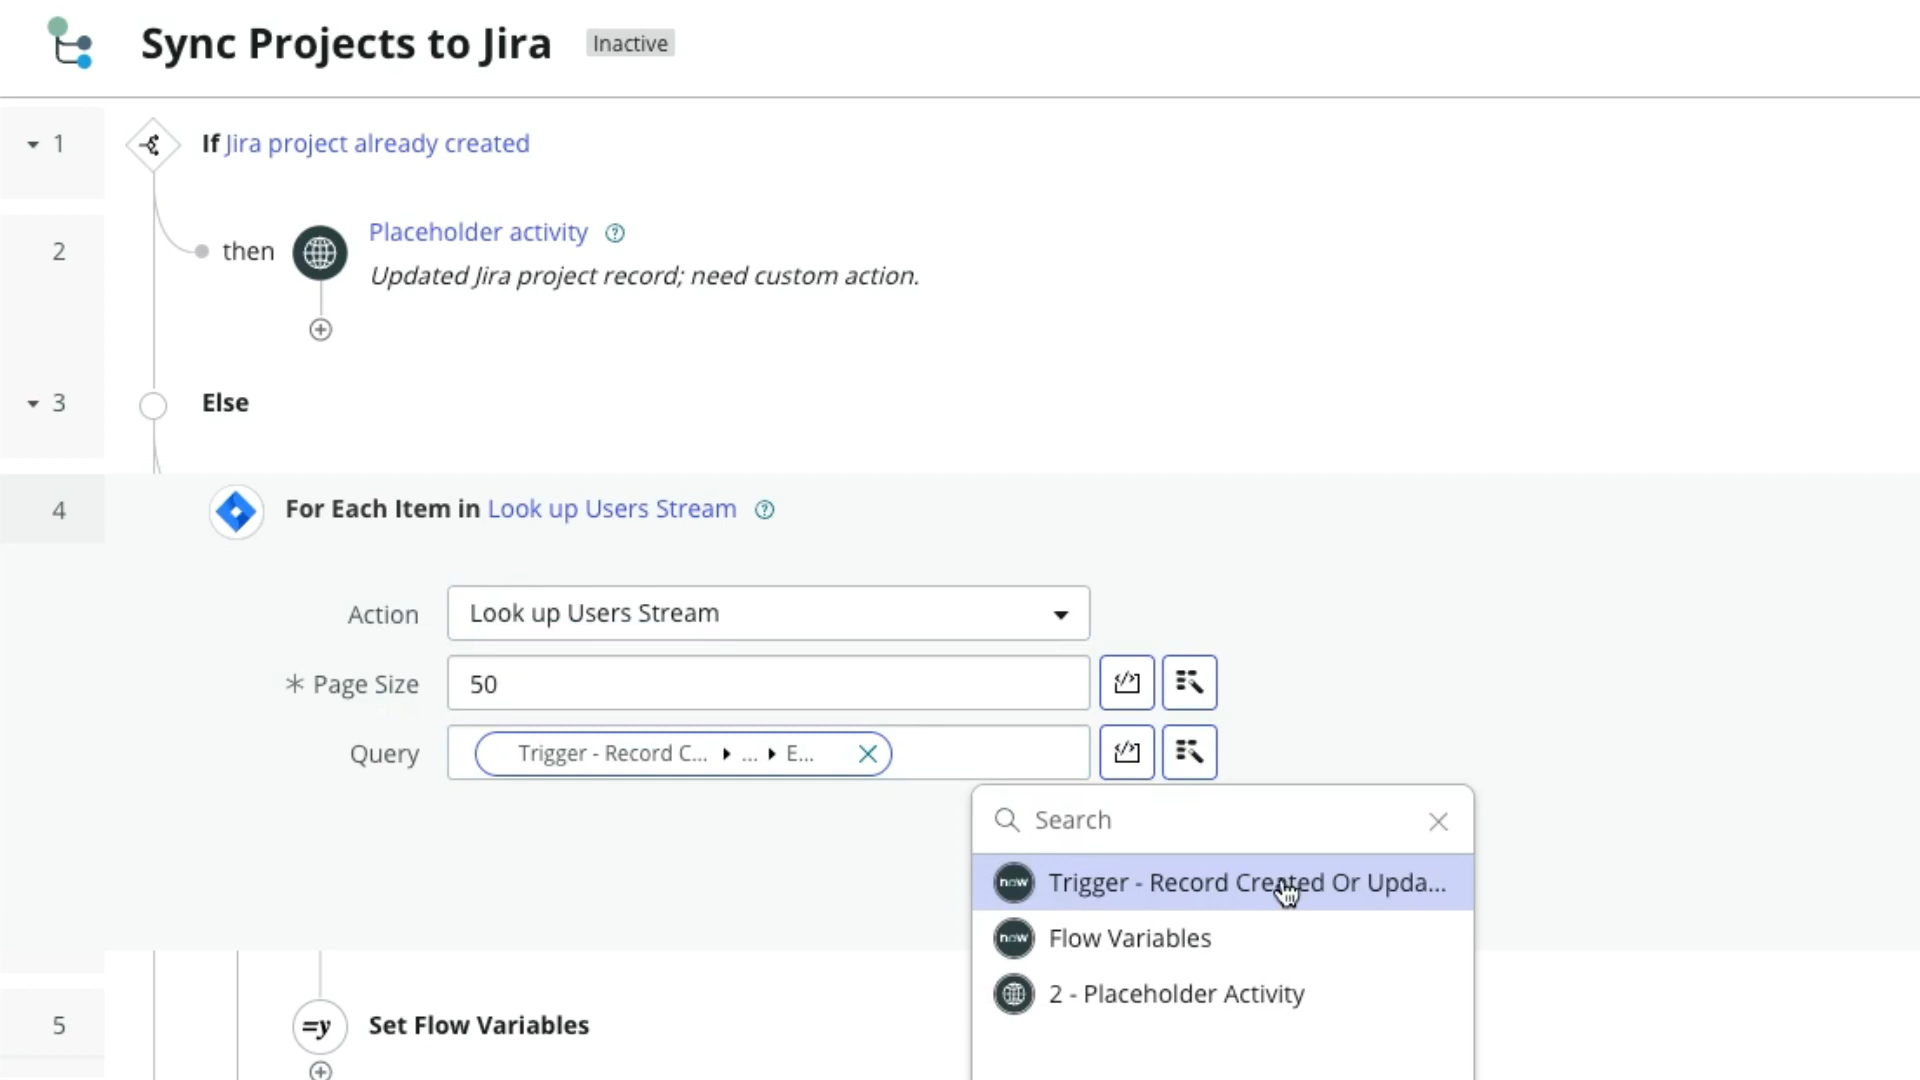 Sync Projects to Jira
Inactive
1
If Jira project already created
2
then
Placeholder activity
Updated Jira project record; need custom action.
3
Else
4
For Each Item in Look up Users Stream
Action
Look up Users Stream
* Page Size
50
Query
Trigger - Record C... ... E...
Search
now
Trigger - Record Created Or Upda...
now
Flow Variables
2 - Placeholder Activity
5
=y
Set Flow Variables